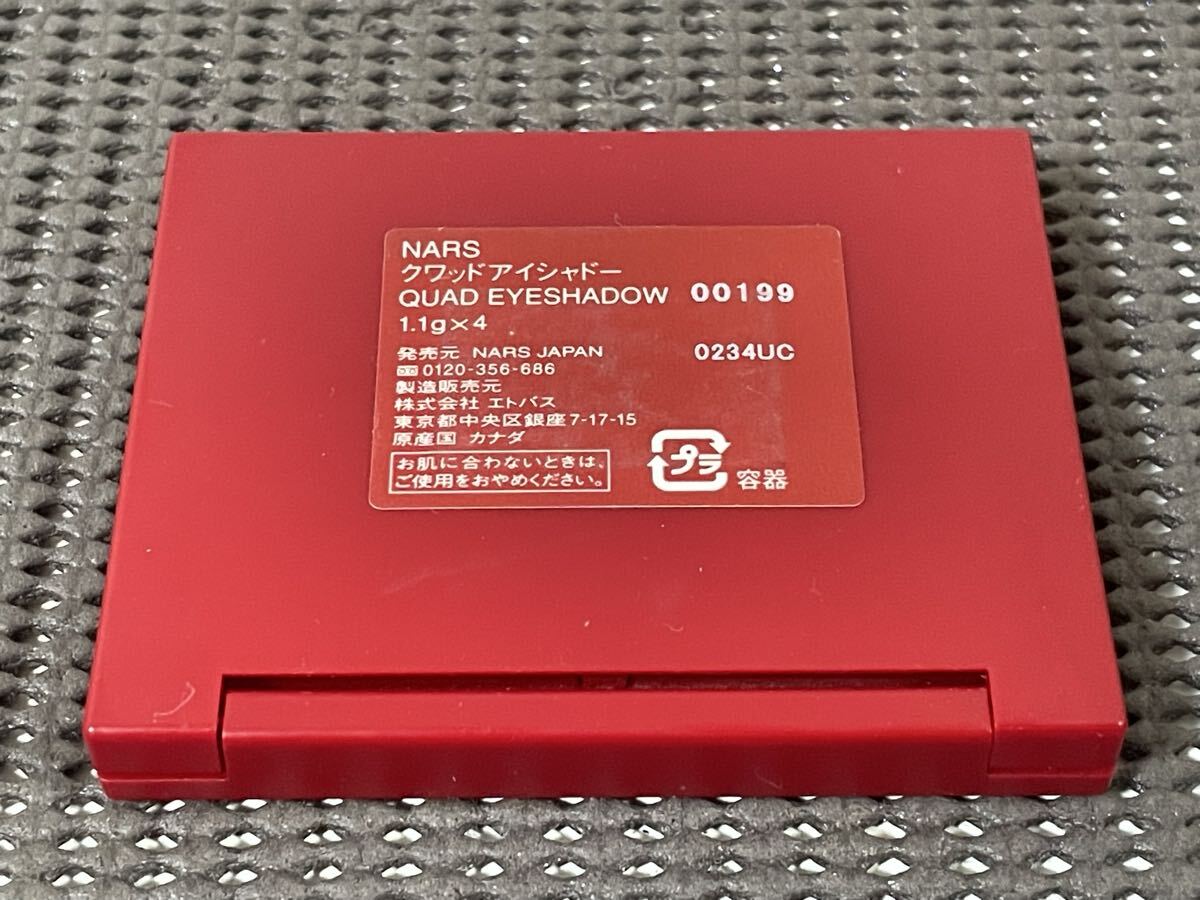 NARS
クワッドアイシャドー
QUAD EYESHADOW 00199
1.1g×4
発売元 NARS JAPAN 0234UC
0120-356-686
製造販売元
株式会社 エトバス
東京都中央区銀座7-17-15
原産国 カナダ
お肌に合わないときは、
ご使用をおやめください。
プラ
容器